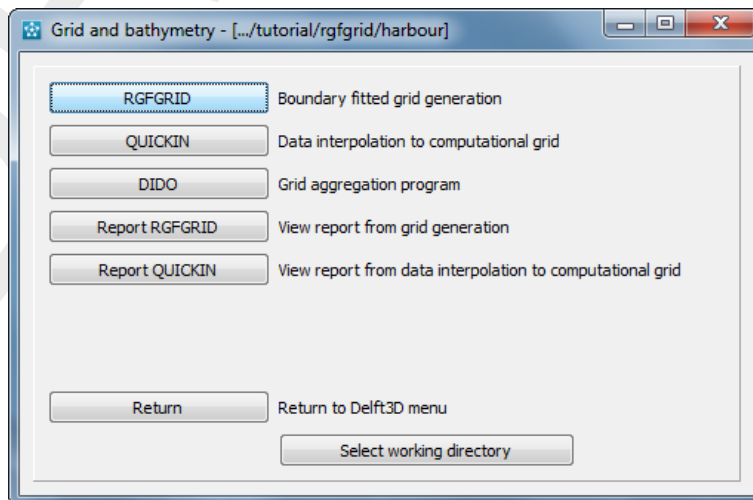 Grid and bathymetry - [.../tutorial/rgfgrid/harbour]
RGFGRID Boundary fitted grid generation
QUICKIN Data interpolation to computational grid
DIDO Grid aggregation program
Report RGFGRID View report from grid generation
Report QUICKIN View report from data interpolation to computational grid
Return Return to Delft3D menu
Select working directory